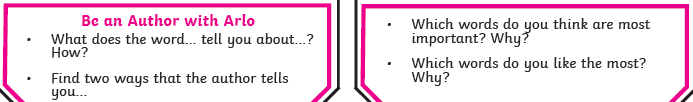 Be an Author with Arlo
• What does the word... tell you about...?
How?
• Find two ways that the author tells
you...
• Which words do you think are most
important? Why?
• Which words do you like the most?
Why?